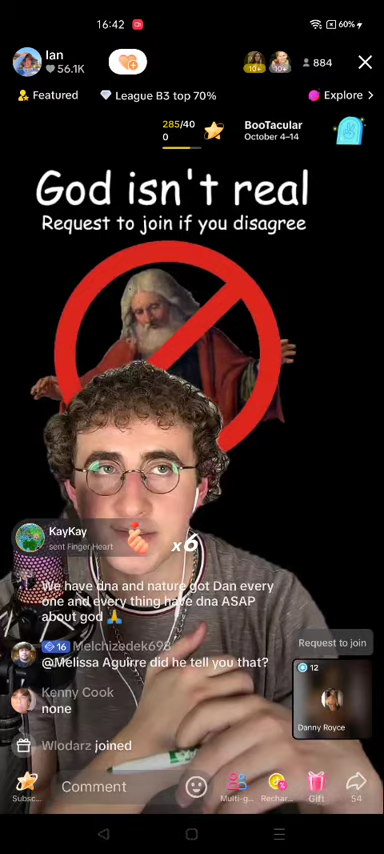 16:42
60%
Ian
56.1K
10+
10+
884
Featured
League B3 top 70%
Explore >
285/40
0
BooTacular
October 4–14
God isn't real
Request to join if you disagree
KayKay
sent Finger Heart
x6
We have dna and nature got Dan every
one and every thing have dna ASAP
about god 🙏
16 Melchizedek698
@Melissa Aguirre did he tell you that?
Request to join
12
Kenny Cook
none
Danny Royce
Wlodarz joined
Comment
Subsc...
Multi-g...
Rechar...
Gift
54